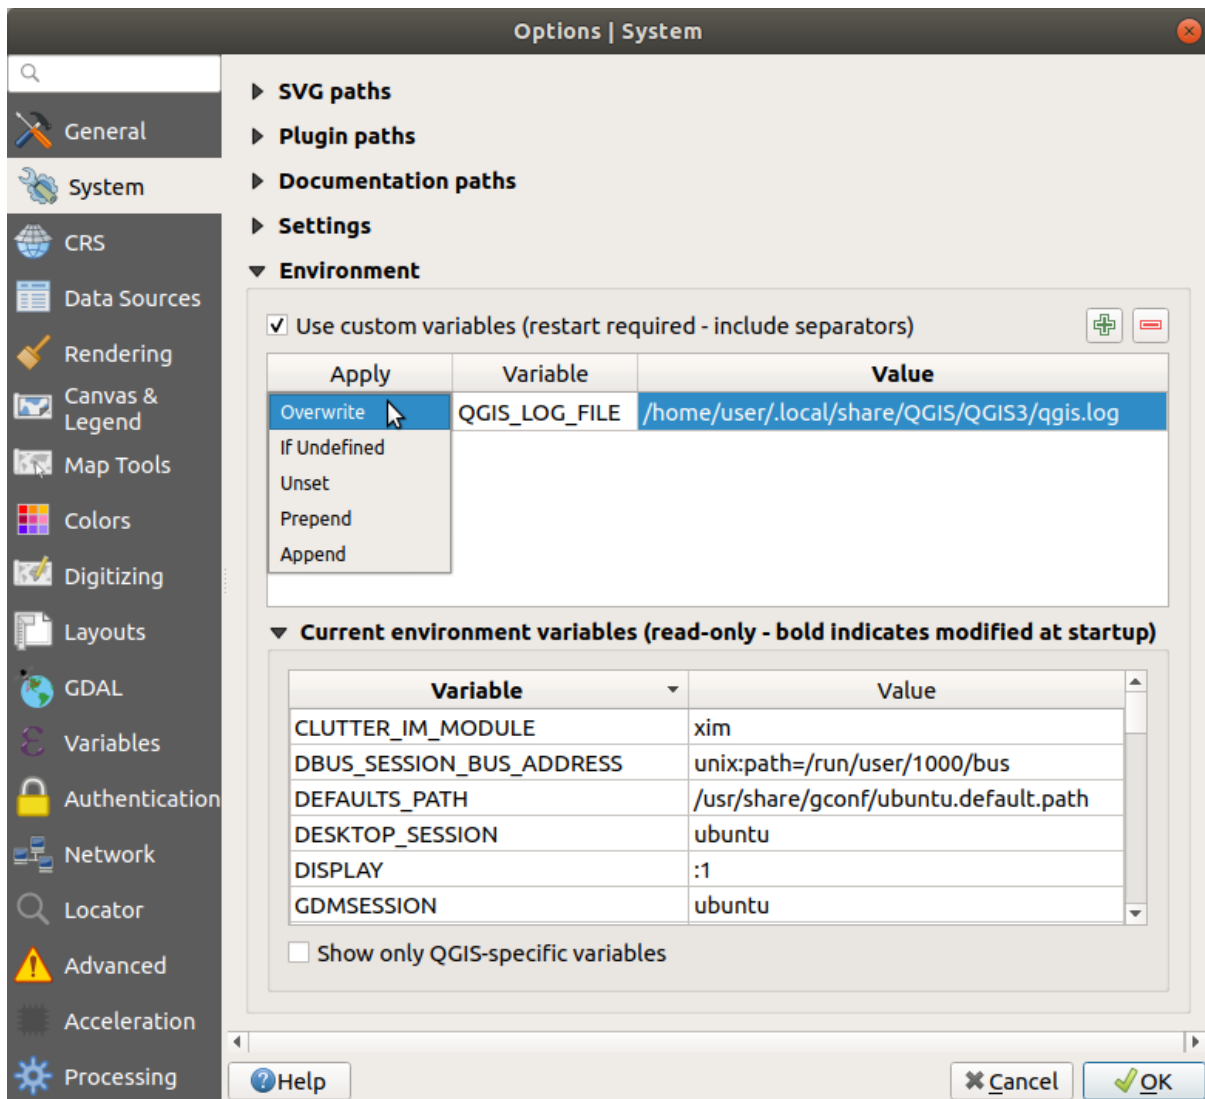 Options | System
General
System
CRS
Data Sources
Rendering
Canvas &
Legend
Map Tools
Colors
Digitizing
Layouts
GDAL
Variables
Authentication
Network
Locator
Advanced
Acceleration
Processing
SVG paths
Plugin paths
Documentation paths
Settings
Environment
Use custom variables (restart required - include separators)
Apply Variable Value
Overwrite QGIS_LOG_FILE /home/user/.local/share/QGIS/QGIS3/qgis.log
If Undefined
Unset
Prepend
Append
Current environment variables (read-only - bold indicates modified at startup)
Variable Value
CLUTTER_IM_MODULE xim
DBUS_SESSION_BUS_ADDRESS unix:path=/run/user/1000/bus
DEFAULTS_PATH /usr/share/gconf/ubuntu.default.path
DESKTOP_SESSION ubuntu
DISPLAY :1
GDMSESSION ubuntu
Show only QGIS-specific variables
Help Cancel OK